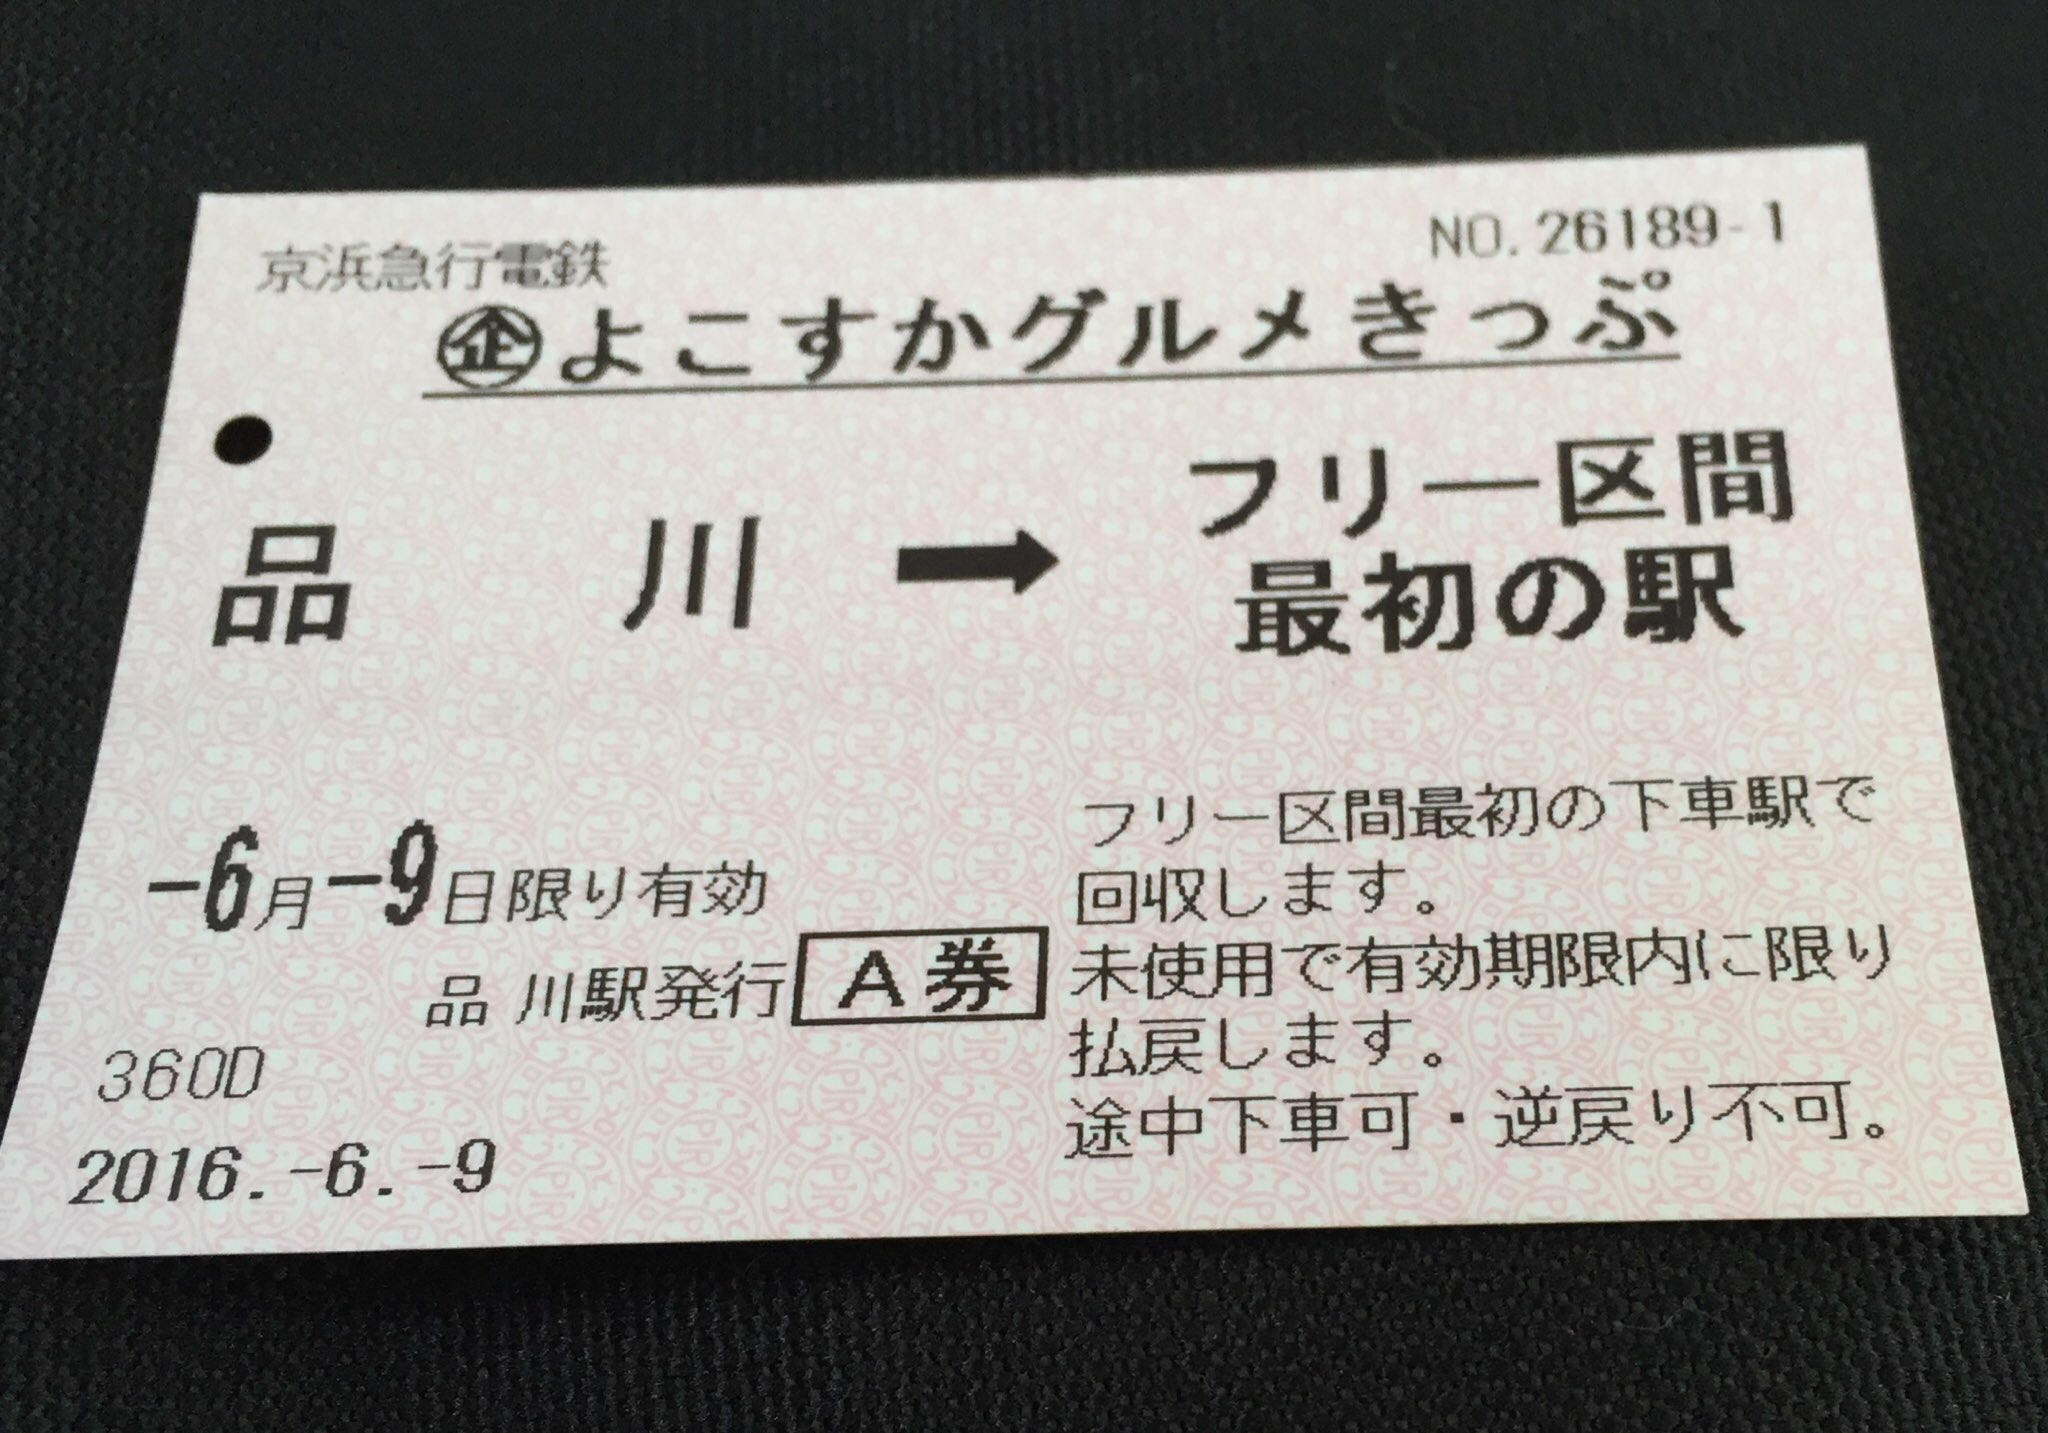 京浜急行電鉄
NO. 26189-1
㊭よこすかグルメきっぷ
品川 ➡ フリー区間
最初の駅
-6月-9日限り有効
品川駅発行 A券
360D
2016.-6.-9
フリー区間最初の下車駅で
回収します。
未使用で有効期限内に限り
払戻します。
途中下車可・逆戻り不可。